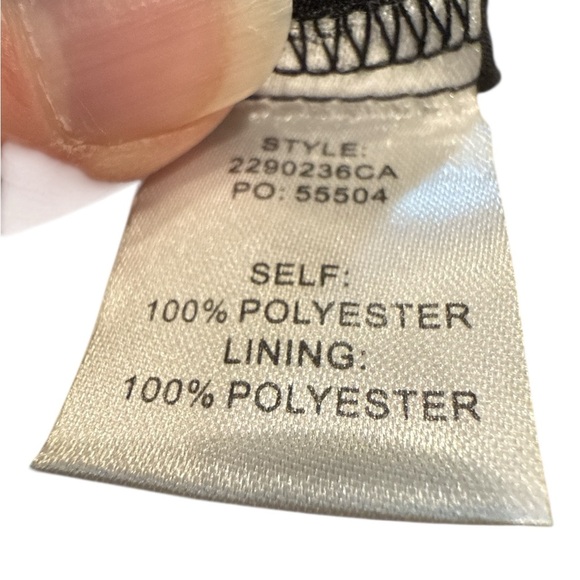 STYLE:
2290236CA
PO: 55504
SELF:
100% POLYESTER
LINING:
100% POLYESTER